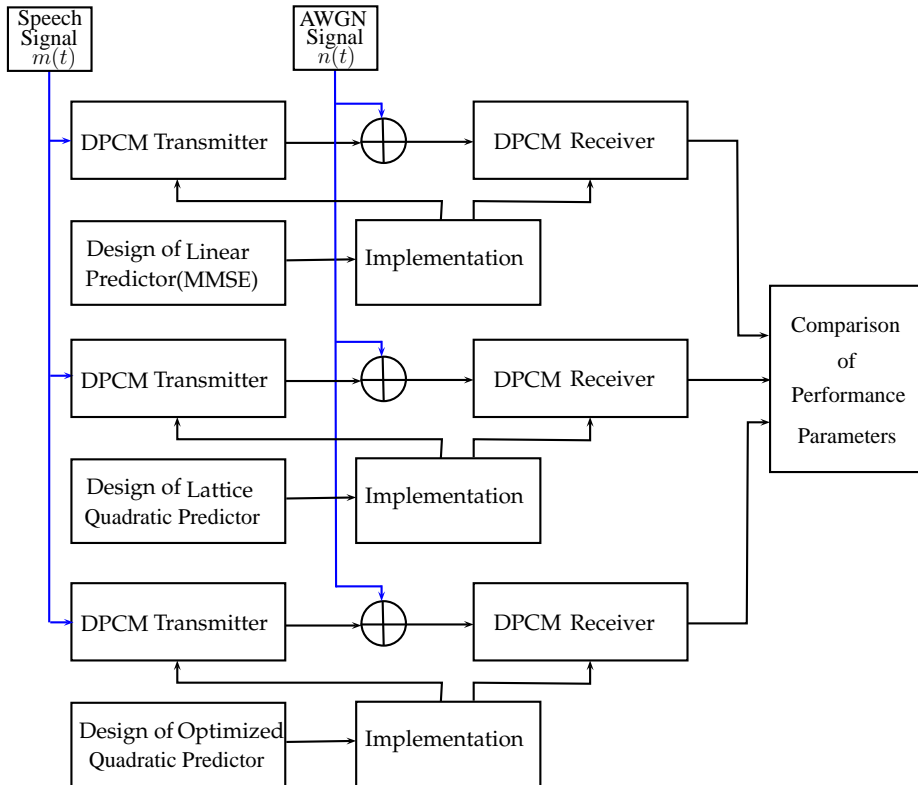 Speech
Signal
m(t)
AWGN
Signal
n(t)
DPCM Transmitter
DPCM Receiver
Design of Linear
Predictor(MMSE)
Implementation
DPCM Transmitter
DPCM Receiver
Design of Lattice
Quadratic Predictor
Implementation
DPCM Transmitter
DPCM Receiver
Design of Optimized
Quadratic Predictor
Implementation
Comparison
of
Performance
Parameters